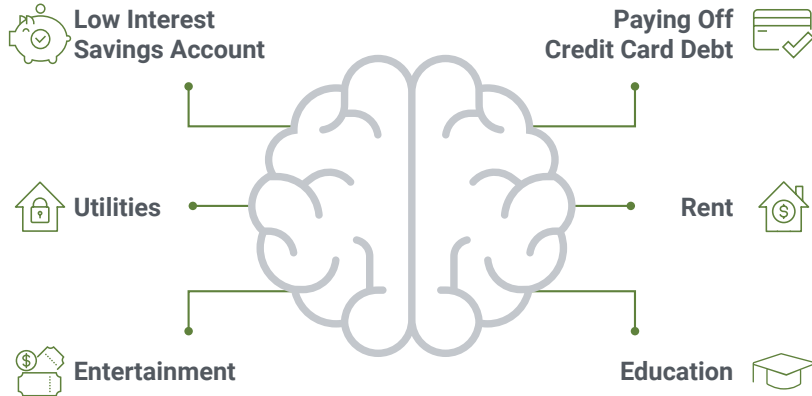 Low Interest
Savings Account
Paying Off
Credit Card Debt
Utilities
Rent
Entertainment
Education